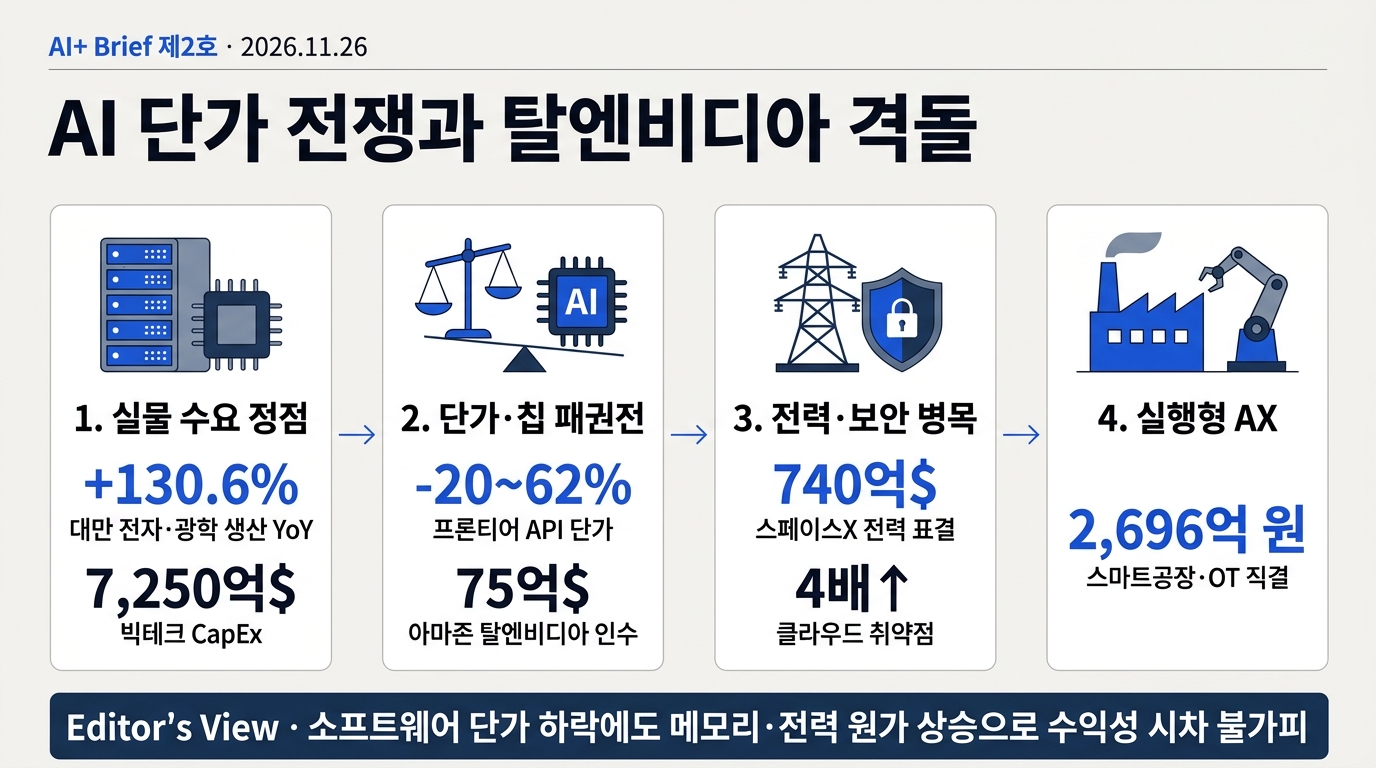 AI+ Brief 제2호 · 2026.11.26
AI 단가 전쟁과 탈엔비디아 격돌
1. 실물 수요 정점
+130.6%
대만 전자·광학 생산 YoY
7,250억$
빅테크 CapEx
AI
2. 단가·칩 패권전
-20~62%
프론티어 API 단가
75억$
아마존 탈엔비디아 인수
3. 전력·보안 병목
740억$
스페이스X 전력 표결
4배↑
클라우드 취약점
4. 실행형 AX
2,696억 원
스마트공장·OT 직결
Editor's View · 소프트웨어 단가 하락에도 메모리·전력 원가 상승으로 수익성 시차 불가피